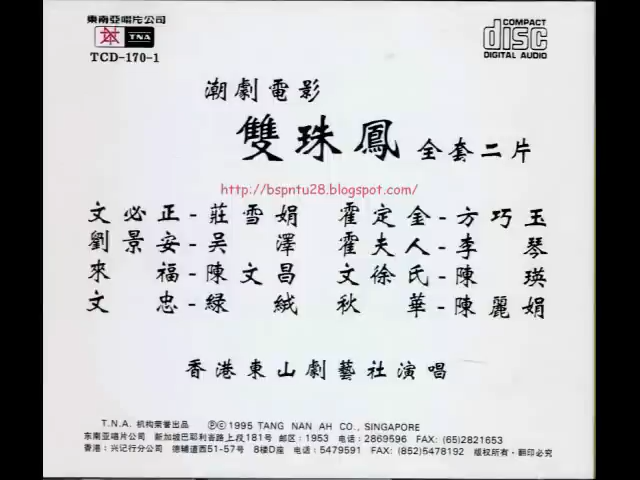 東南亞唱片公司
TNA
TCD-170-1
COMPACT
disc
DIGITAL AUDIO
潮劇電影
雙珠鳳 全套二片
http://bspntu28.blogspot.com/
文必正-莊雪娟 霍定金-方巧玉
劉景安-吳澤 霍夫人-李琴
來福-陳文昌 文徐氏-陳瑛
文忠-緑絨 秋華-陳麗娟
香港東山劇藝社演唱
T.N.A. 机构荣誉出品 ⓟⓒ1995 TANG NAN AH CO., SINGAPORE
东南亚唱片公司 新加坡巴耶利峇路上段181号 邮区:1953 电话:2869596 FAX: (65)2821653
香港:兴记行分公司 德辅道西51-57号 8楼D座 电话:5479591 FAX: (852)5478192 版权所有·翻印必究